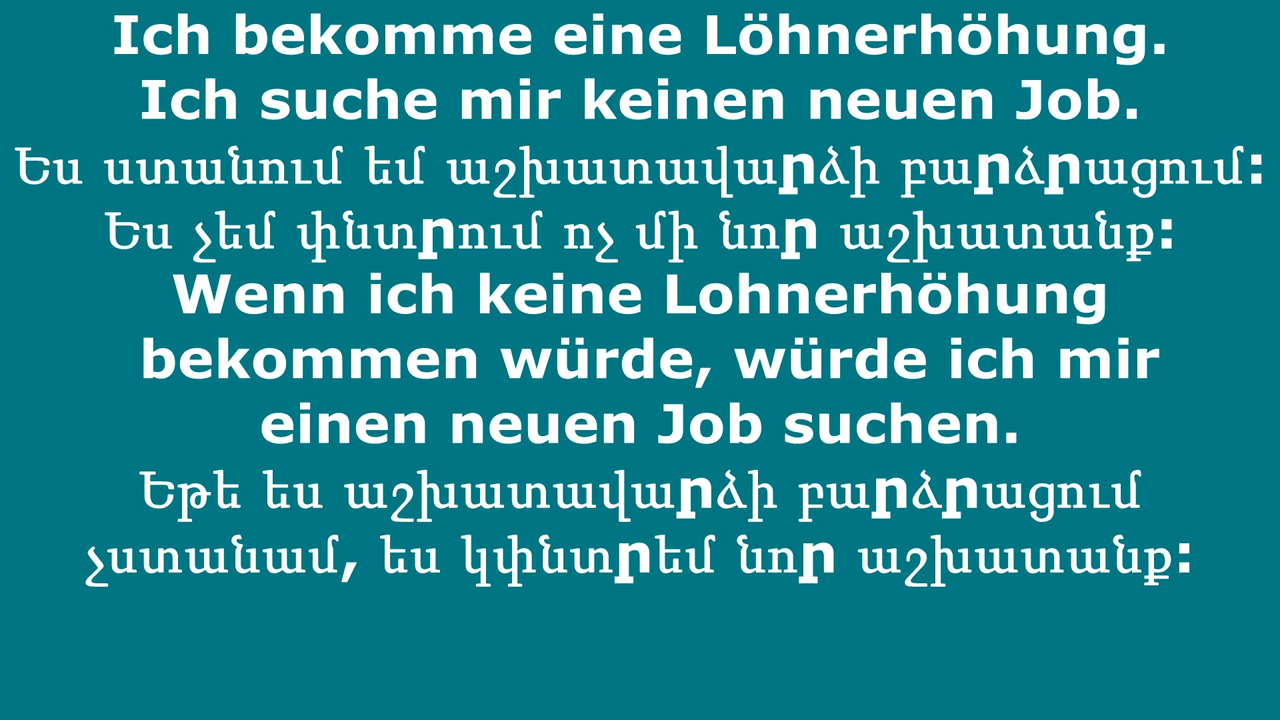 Ich bekomme eine Löhnerhöhung.
Ich suche mir keinen neuen Job.
Ես ստանում եմ աշխատավարձի բարձրացում:
Ես չեմ փնտրում ոչ մի նոր աշխատանք:
Wenn ich keine Lohnerhöhung
bekommen würde, würde ich mir
einen neuen Job suchen.
Եթե ես աշխատավարձի բարձրացում
չստանամ, ես կփնտրեմ նոր աշխատանք: